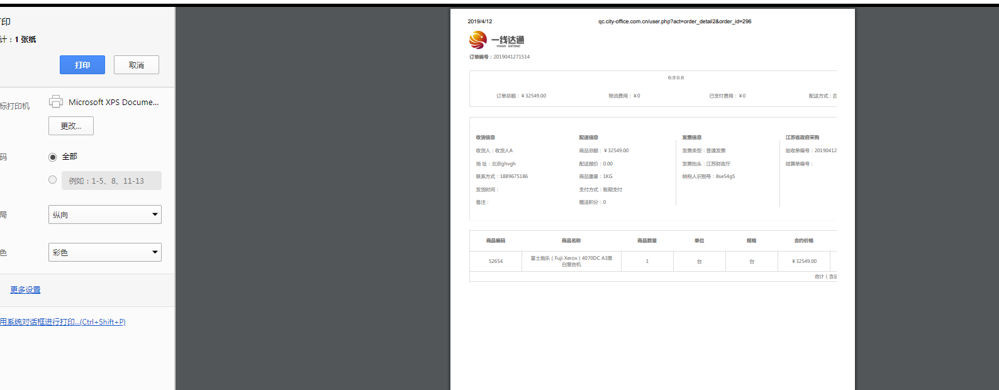 打印
计：1 张纸
打印
取消
标打印机
Microsoft XPS Docume...
更改...
码
全部
例如：1-5、8、11-13
局
纵向
色
彩色
更多设置
用系统对话框进行打印...(Ctrl+Shift+P)
2019/4/12
qc.city-office.com.cn/user.php?act=order_detail2&order_id=296
一线达通
YIXIAN DATONG
订单编号：2019041271514
收货信息
订单总额：¥ 32549.00
物流费用：¥ 0
已支付费用：¥ 0
配送方式：自
收货信息
收货人：收货人A
地 址：北京ghvgh
联系方式：1889675186
发货时间：
备注：
配送信息
商品总额：¥ 32549.00
配送报价：0.00
商品重量：1KG
支付方式：账期支付
赠送积分：0
发票信息
发票类型：普通发票
发票抬头：江苏财政厅
纳税人识别号：8se54g5
江苏省政府采购
验收单编号：20190412
结算单编号：
商品编码 商品名称 商品数量 单位 规格 合约价格
52654 富士施乐（Fuji Xerox）4070DC A3黑白复合机 1 台 台 ¥ 32549.00
合计（含运